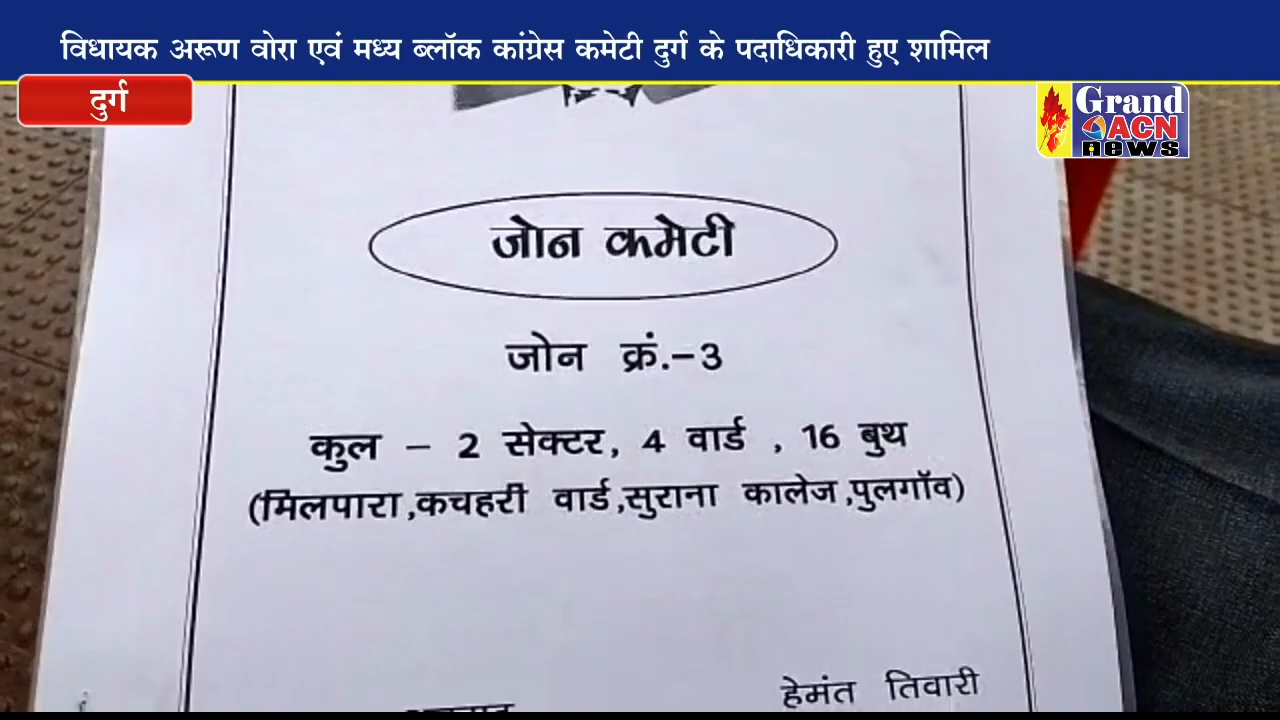 विधायक अरूण वोरा एवं मध्य ब्लॉक कांग्रेस कमेटी दुर्ग के पदाधिकारी हुए शामिल
दुर्ग
Grand
ACN
news
जोन कमेटी
जोन क्रं.-3
कुल - 2 सेक्टर, 4 वार्ड , 16 बुथ
(मिलपारा,कचहरी वार्ड,सुराना कालेज,पुलगॉव)
हेमंत तिवारी